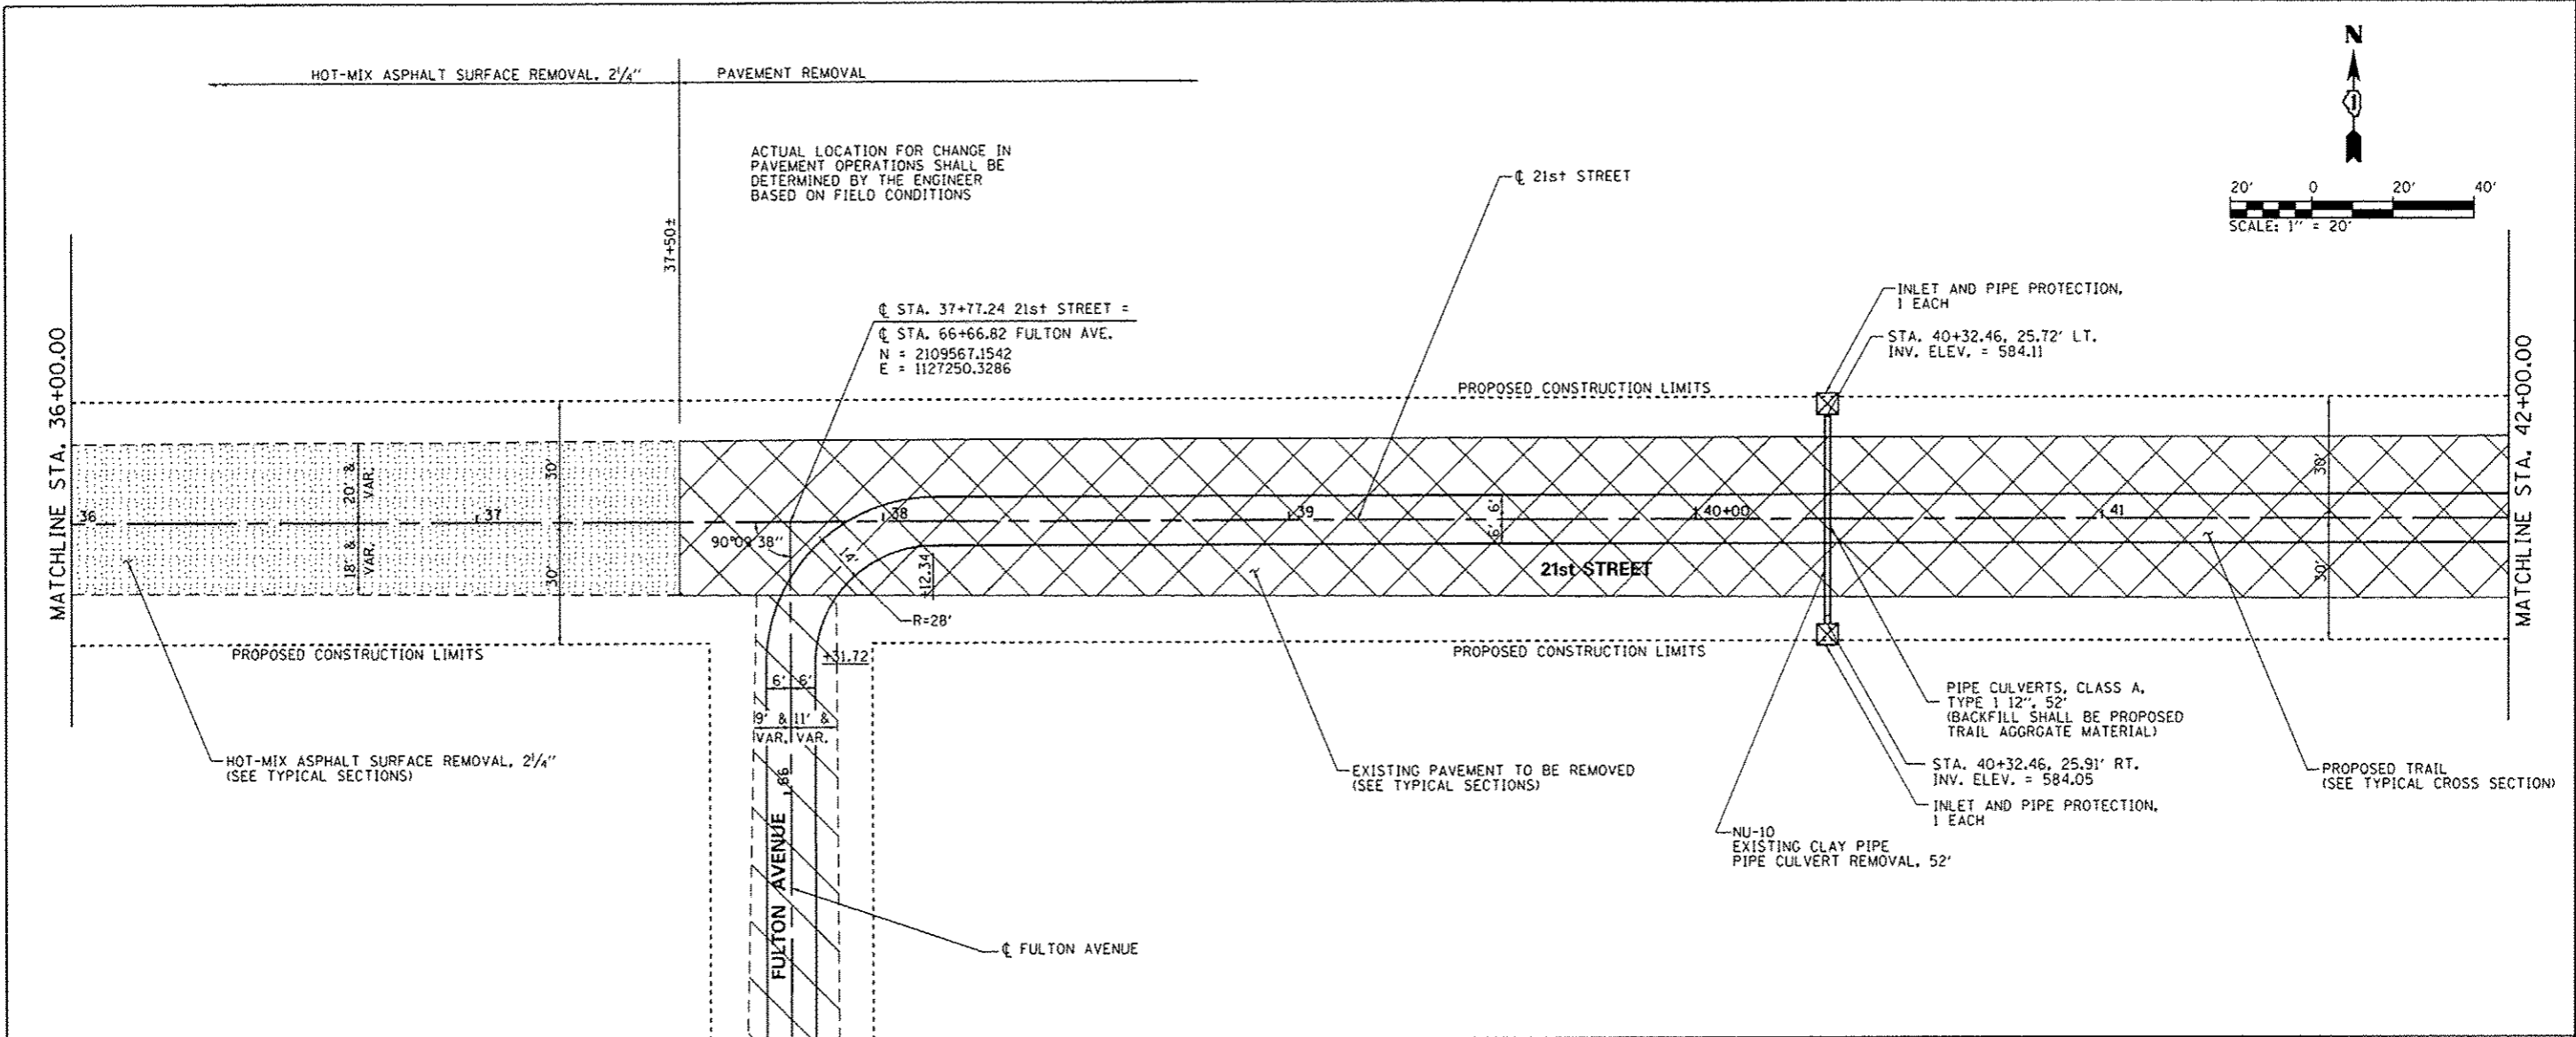 HOT-MIX ASPHALT SURFACE REMOVAL, 2 1/4"
PAVEMENT REMOVAL
ACTUAL LOCATION FOR CHANGE IN
PAVEMENT OPERATIONS SHALL BE
DETERMINED BY THE ENGINEER
BASED ON FIELD CONDITIONS
37+50±
N
1
20' 0 20' 40'
SCALE: 1" = 20'
℄ 21st STREET
℄ STA. 37+77.24 21st STREET =
℄ STA. 66+66.82 FULTON AVE.
N = 2109567.1542
E = 1127250.3286
INLET AND PIPE PROTECTION,
1 EACH
STA. 40+32.46, 25.72' LT.
INV. ELEV. = 584.11
MATCHLINE STA. 36+00.00
MATCHLINE STA. 42+00.00
PROPOSED CONSTRUCTION LIMITS
20' &
VAR.
18' &
VAR.
30'
30'
36
37
38
39
40+00
41
90°09'38"
14'
+12.34
R=28'
6'
6'
21st STREET
30'
30'
PROPOSED CONSTRUCTION LIMITS
PROPOSED CONSTRUCTION LIMITS
+31.72
6' 6'
9' & 11' &
VAR. VAR.
66
FULTON AVENUE
℄ FULTON AVENUE
HOT-MIX ASPHALT SURFACE REMOVAL, 2 1/4"
(SEE TYPICAL SECTIONS)
EXISTING PAVEMENT TO BE REMOVED
(SEE TYPICAL SECTIONS)
PIPE CULVERTS, CLASS A,
TYPE 1 12", 52'
(BACKFILL SHALL BE PROPOSED
TRAIL AGGRGATE MATERIAL)
STA. 40+32.46, 25.91' RT.
INV. ELEV. = 584.05
INLET AND PIPE PROTECTION,
1 EACH
PROPOSED TRAIL
(SEE TYPICAL CROSS SECTION)
NU-10
EXISTING CLAY PIPE
PIPE CULVERT REMOVAL, 52'